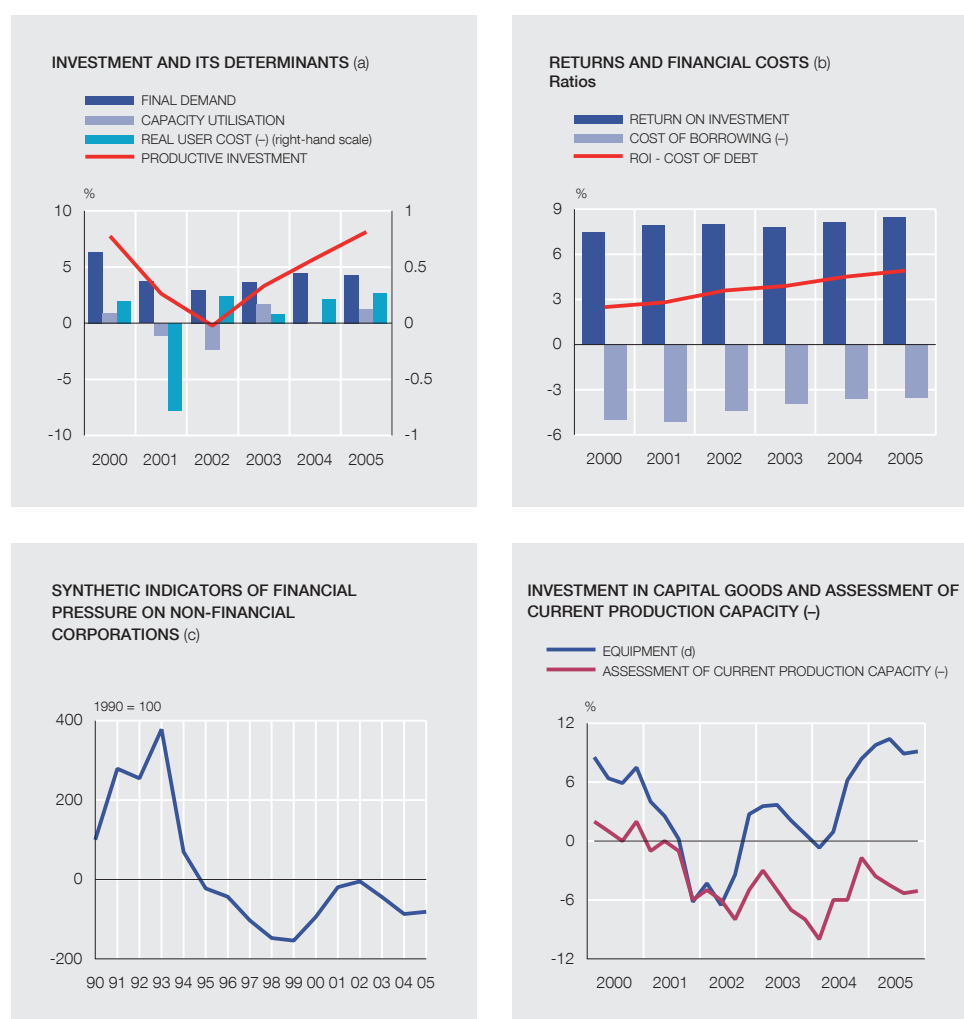 INVESTMENT AND ITS DETERMINANTS (a)
FINAL DEMAND
CAPACITY UTILISATION
REAL USER COST (–) (right-hand scale)
PRODUCTIVE INVESTMENT
%
10 1
5 0.5
0 0
-5 -0.5
-10 -1
2000 2001 2002 2003 2004 2005
RETURNS AND FINANCIAL COSTS (b)
Ratios
RETURN ON INVESTMENT
COST OF BORROWING (–)
ROI - COST OF DEBT
%
9
6
3
0
-3
-6
2000 2001 2002 2003 2004 2005
SYNTHETIC INDICATORS OF FINANCIAL
PRESSURE ON NON-FINANCIAL
CORPORATIONS (c)
1990 = 100
400
200
0
-200
90 91 92 93 94 95 96 97 98 99 00 01 02 03 04 05
INVESTMENT IN CAPITAL GOODS AND ASSESSMENT OF
CURRENT PRODUCTION CAPACITY (–)
EQUIPMENT (d)
ASSESSMENT OF CURRENT PRODUCTION CAPACITY (–)
%
12
6
0
-6
-12
2000 2001 2002 2003 2004 2005